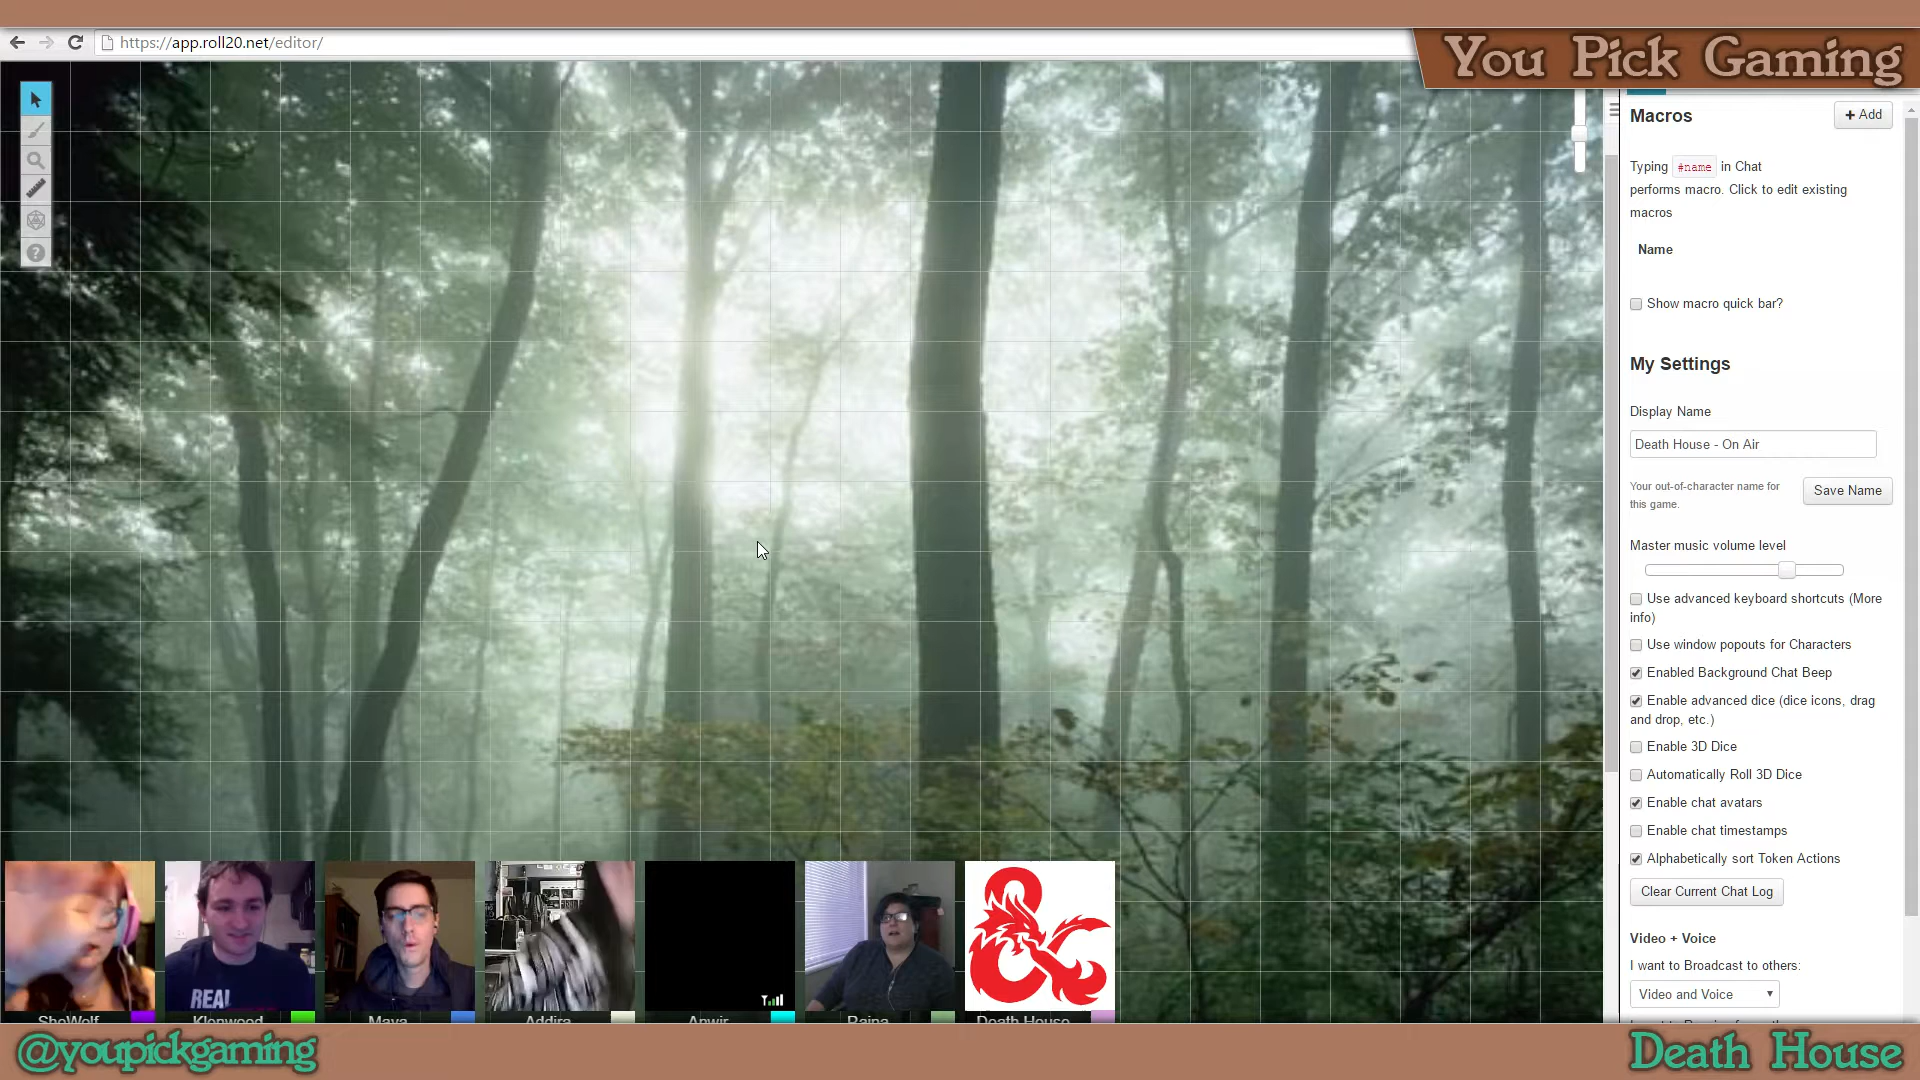 https://app.roll20.net/editor/
You Pick Gaming
Macros
+ Add
Typing #name in Chat
performs macro. Click to edit existing
macros
Name
Show macro quick bar?
My Settings
Display Name
Death House - On Air
Your out-of-character name for
this game.
Save Name
Master music volume level
Use advanced keyboard shortcuts (More
info)
Use window popouts for Characters
Enabled Background Chat Beep
Enable advanced dice (dice icons, drag
and drop, etc.)
Enable 3D Dice
Automatically Roll 3D Dice
Enable chat avatars
Enable chat timestamps
Alphabetically sort Token Actions
Clear Current Chat Log
Video + Voice
I want to Broadcast to others:
Video and Voice
REAL
SheWolf
Klenwood
Maya
Addira
Anwir
Raina
Death House
@youpickgaming
Death House